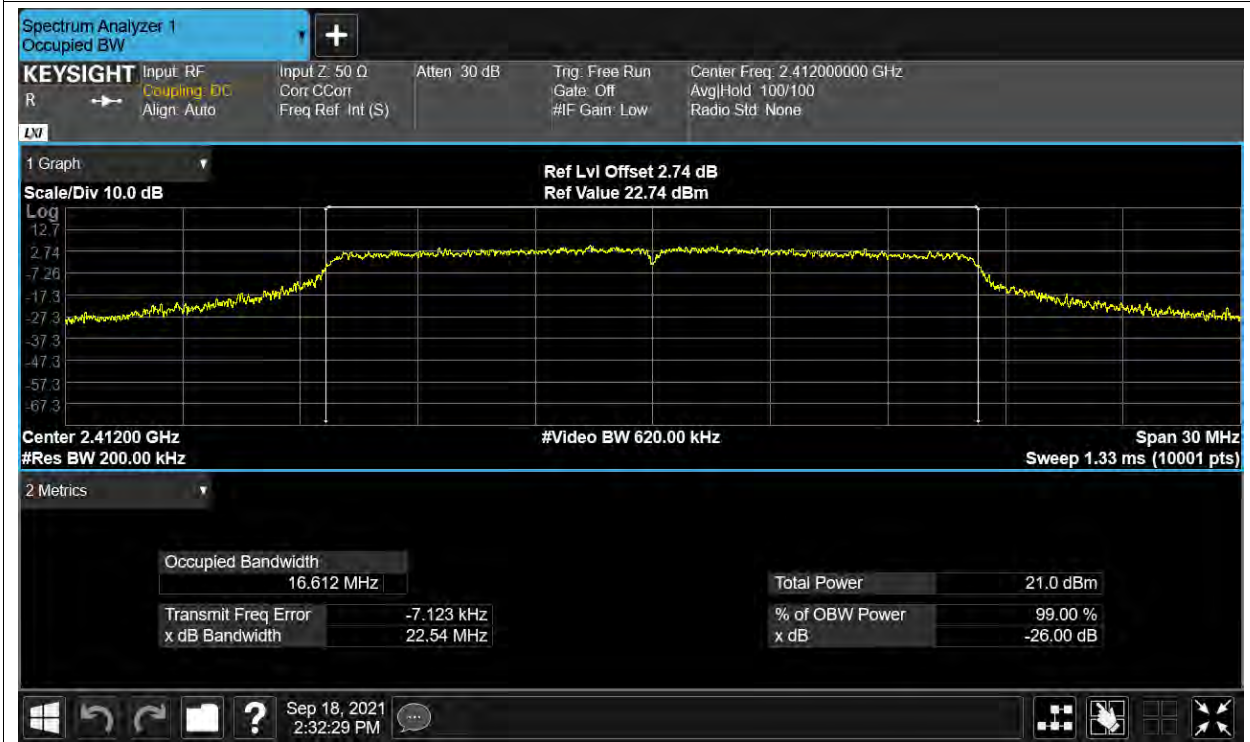 Spectrum Analyzer 1
Occupied BW
+
KEYSIGHT Input: RF Input Z: 50 Ω Atten: 30 dB Trig: Free Run Center Freq: 2.412000000 GHz
R Coupling: DC Corr CCorr Gate: Off Avg|Hold: 100/100
Align: Auto Freq Ref: Int (S) #IF Gain: Low Radio Std: None
LXI
1 Graph
Ref Lvl Offset 2.74 dB
Scale/Div 10.0 dB Ref Value 22.74 dBm
Log
12.7
2.74
-7.26
-17.3
-27.3
-37.3
-47.3
-57.3
-67.3
Center 2.41200 GHz #Video BW 620.00 kHz Span 30 MHz
#Res BW 200.00 kHz Sweep 1.33 ms (10001 pts)
2 Metrics
Occupied Bandwidth
16.612 MHz Total Power 21.0 dBm
Transmit Freq Error -7.123 kHz % of OBW Power 99.00 %
x dB Bandwidth 22.54 MHz x dB -26.00 dB
? Sep 18, 2021
2:32:29 PM